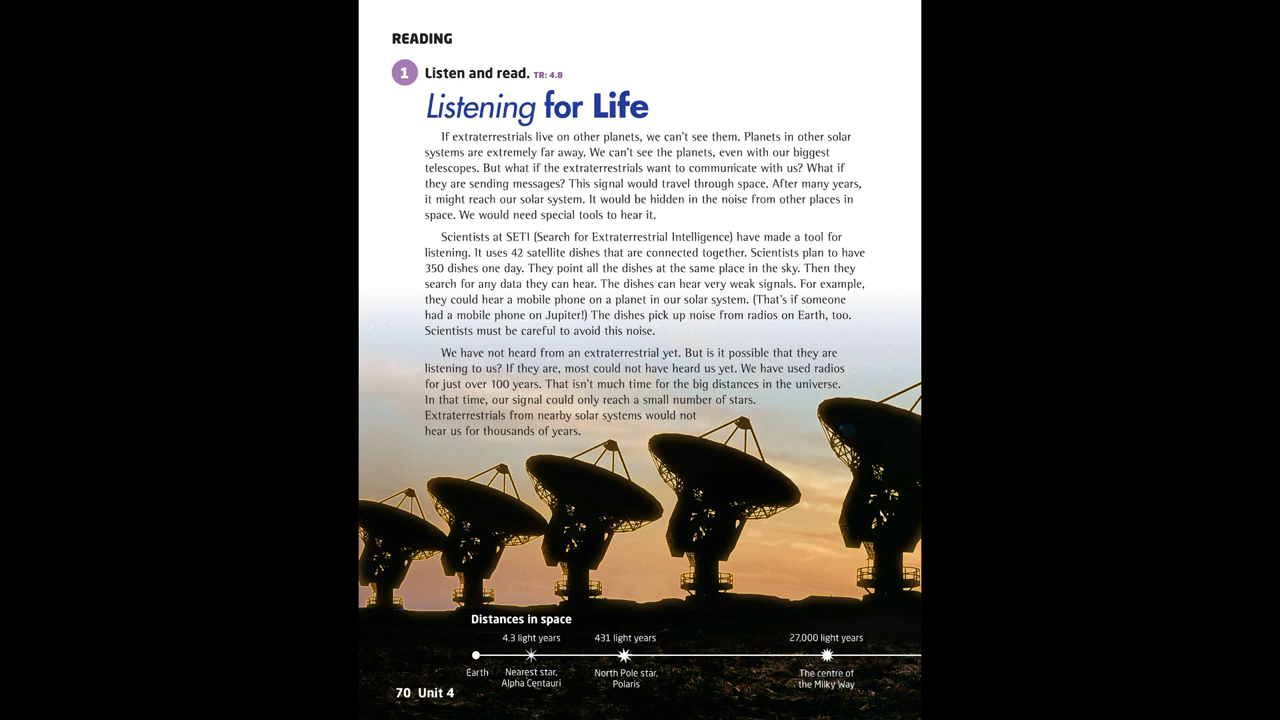 READING
1 Listen and read. TR: 4.8
Listening for Life
If extraterrestrials live on other planets, we can't see them. Planets in other solar
systems are extremely far away. We can't see the planets, even with our biggest
telescopes. But what if the extraterrestrials want to communicate with us? What if
they are sending messages? This signal would travel through space. After many years,
it might reach our solar system. It would be hidden in the noise from other places in
space. We would need special tools to hear it.
Scientists at SETI (Search for Extraterrestrial Intelligence) have made a tool for
listening. It uses 42 satellite dishes that are connected together. Scientists plan to have
350 dishes one day. They point all the dishes at the same place in the sky. Then they
search for any data they can hear. The dishes can hear very weak signals. For example,
they could hear a mobile phone on a planet in our solar system. (That's if someone
had a mobile phone on Jupiter!) The dishes pick up noise from radios on Earth, too.
Scientists must be careful to avoid this noise.
We have not heard from an extraterrestrial yet. But is it possible that they are
listening to us? If they are, most could not have heard us yet. We have used radios
for just over 100 years. That isn't much time for the big distances in the universe.
In that time, our signal could only reach a small number of stars.
Extraterrestrials from nearby solar systems would not
hear us for thousands of years.
Distances in space
4.3 light years 431 light years 27,000 light years
Earth Nearest star, North Pole star, The centre of
Alpha Centauri Polaris the Milky Way
70 Unit 4